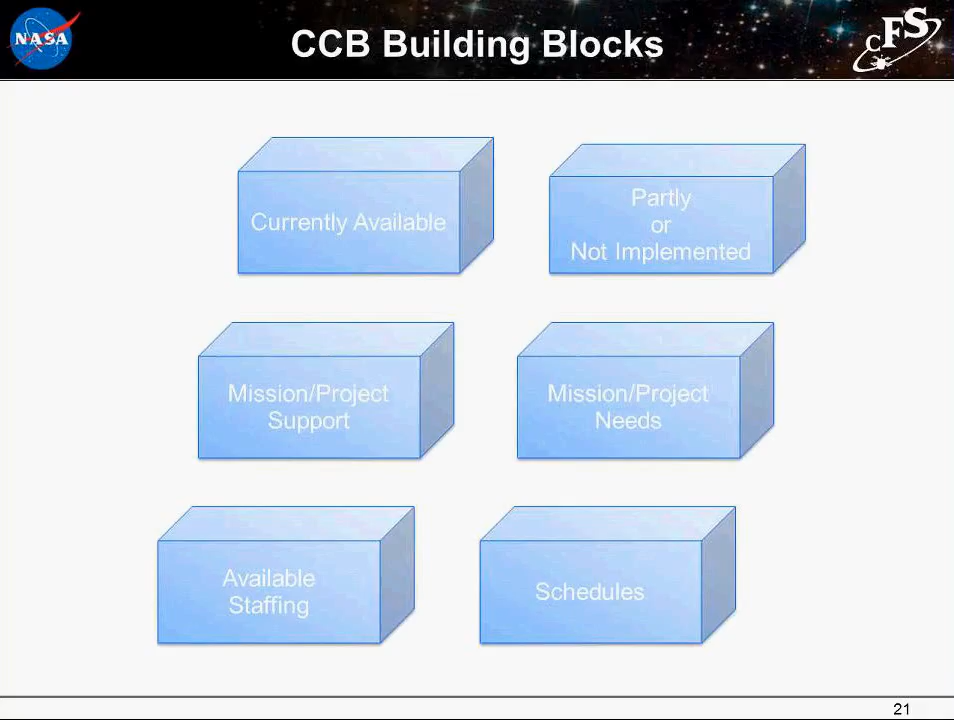 NASA
CCB Building Blocks
cFS
Currently Available
Partly
or
Not Implemented
Mission/Project
Support
Mission/Project
Needs
Available
Staffing
Schedules
21